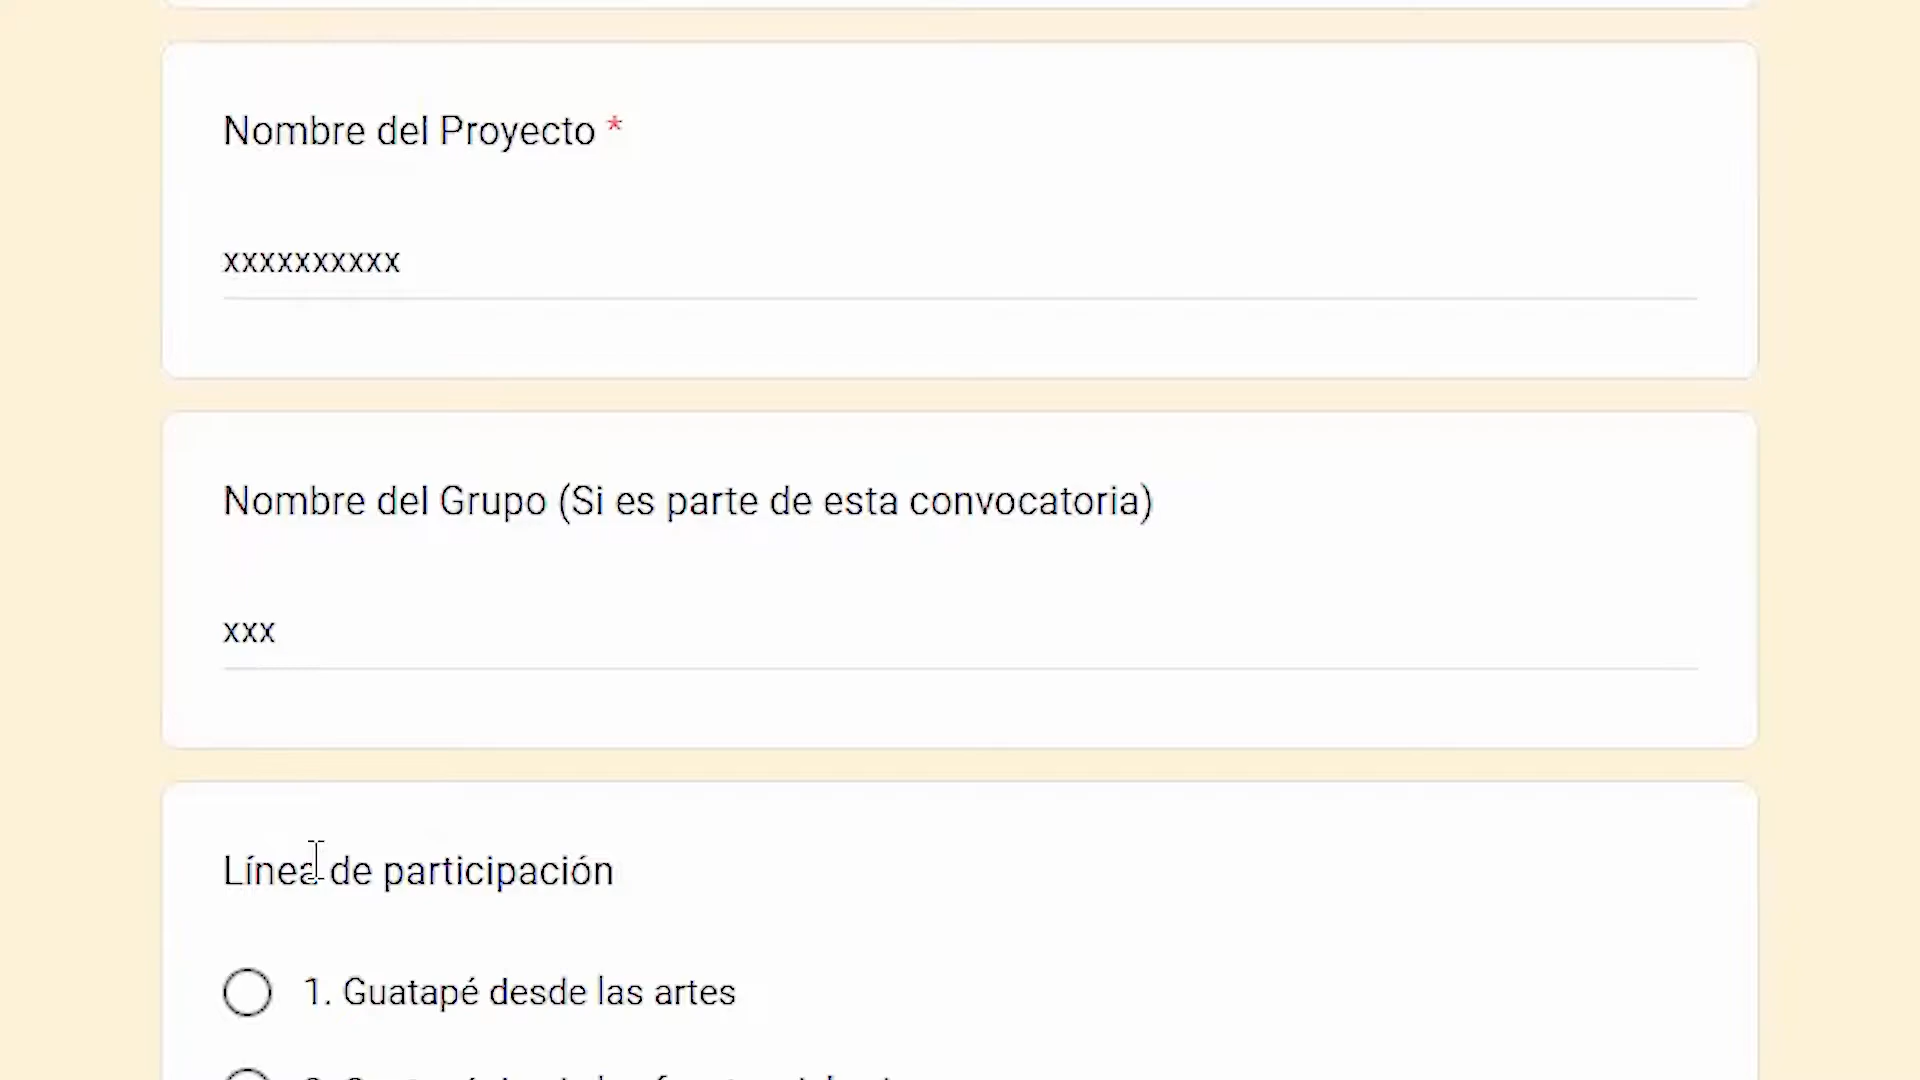 Nombre del Proyecto *
xxxxxxxxxx
Nombre del Grupo (Si es parte de esta convocatoria)
xxx
Línea de participación
1. Guatapé desde las artes